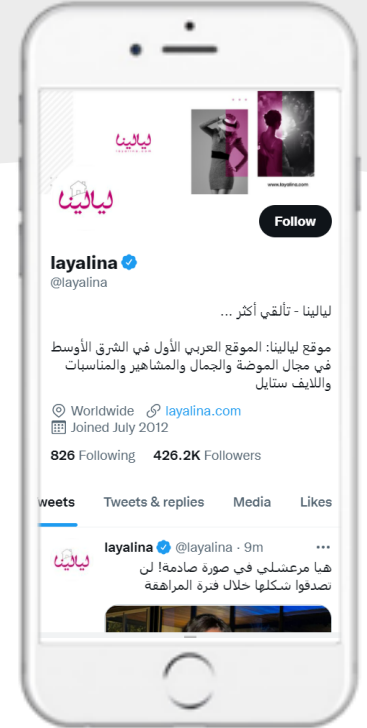 ليالينا
layalina.com
ليالينا
www.layalina.com
Follow
layalina
@layalina
ليالينا - تألقي أكثر ...
موقع ليالينا: الموقع العربي الأول في الشرق الأوسط
في مجال الموضة والجمال والمشاهير والمناسبات
واللايف ستايل
Worldwide layalina.com
Joined July 2012
826 Following 426.2K Followers
weets Tweets & replies Media Likes
ليالينا
layalina @layalina · 9m ...
هيا مرعشلي في صورة صادمة! لن
تصدفوا شكلها خلال فترة المراهقة